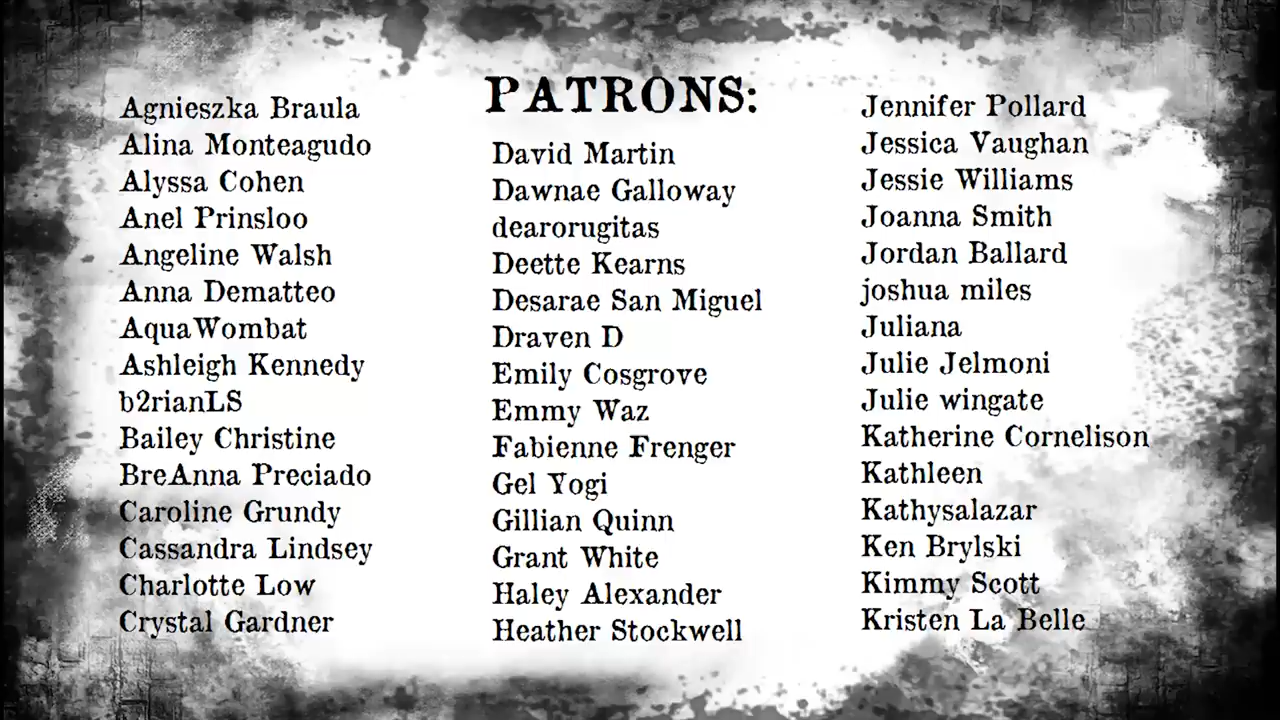 PATRONS:
Agnieszka Braula
Alina Monteagudo
Alyssa Cohen
Anel Prinsloo
Angeline Walsh
Anna Dematteo
AquaWombat
Ashleigh Kennedy
b2rianLS
Bailey Christine
BreAnna Preciado
Caroline Grundy
Cassandra Lindsey
Charlotte Low
Crystal Gardner
David Martin
Dawnae Galloway
dearorugitas
Deette Kearns
Desarae San Miguel
Draven D
Emily Cosgrove
Emmy Waz
Fabienne Frenger
Gel Yogi
Gillian Quinn
Grant White
Haley Alexander
Heather Stockwell
Jennifer Pollard
Jessica Vaughan
Jessie Williams
Joanna Smith
Jordan Ballard
joshua miles
Juliana
Julie Jelmoni
Julie wingate
Katherine Cornelison
Kathleen
Kathysalazar
Ken Brylski
Kimmy Scott
Kristen La Belle